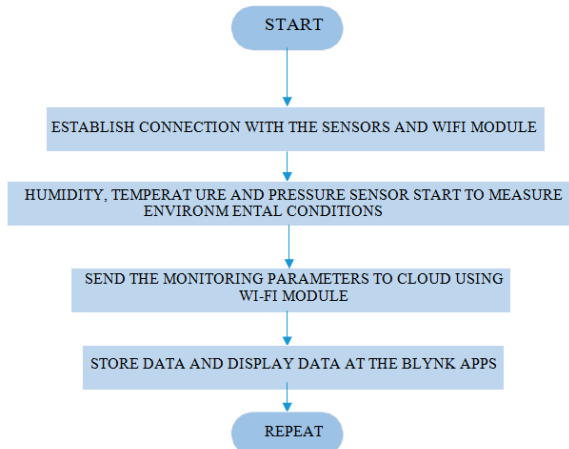 START
ESTABLISH CONNECTION WITH THE SENSORS AND WIFI MODULE
HUMIDITY, TEMPERAT URE AND PRESSURE SENSOR START TO MEASURE
ENVIRONM ENTAL CONDITIONS
SEND THE MONITORING PARAMETERS TO CLOUD USING
WI-FI MODULE
STORE DATA AND DISPLAY DATA AT THE BLYNK APPS
REPEAT